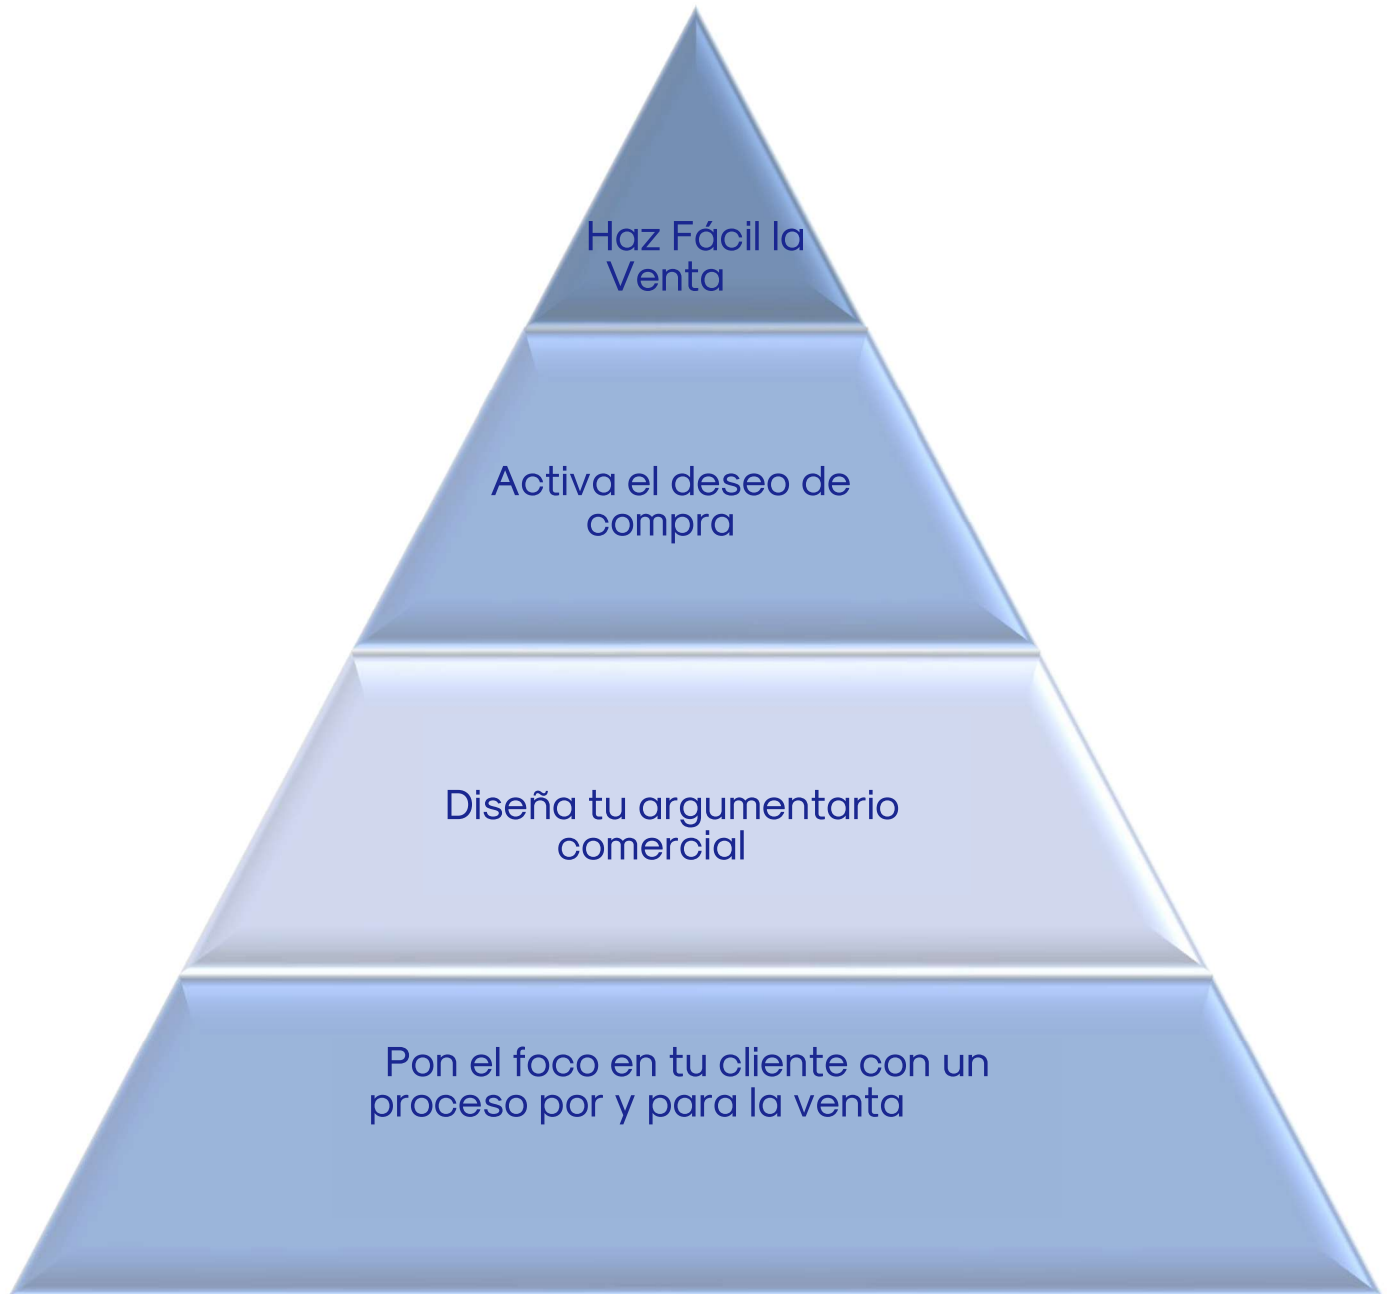 Haz Fácil la
Venta
Activa el deseo de
compra
Diseña tu argumentario
comercial
Pon el foco en tu cliente con un
proceso por y para la venta